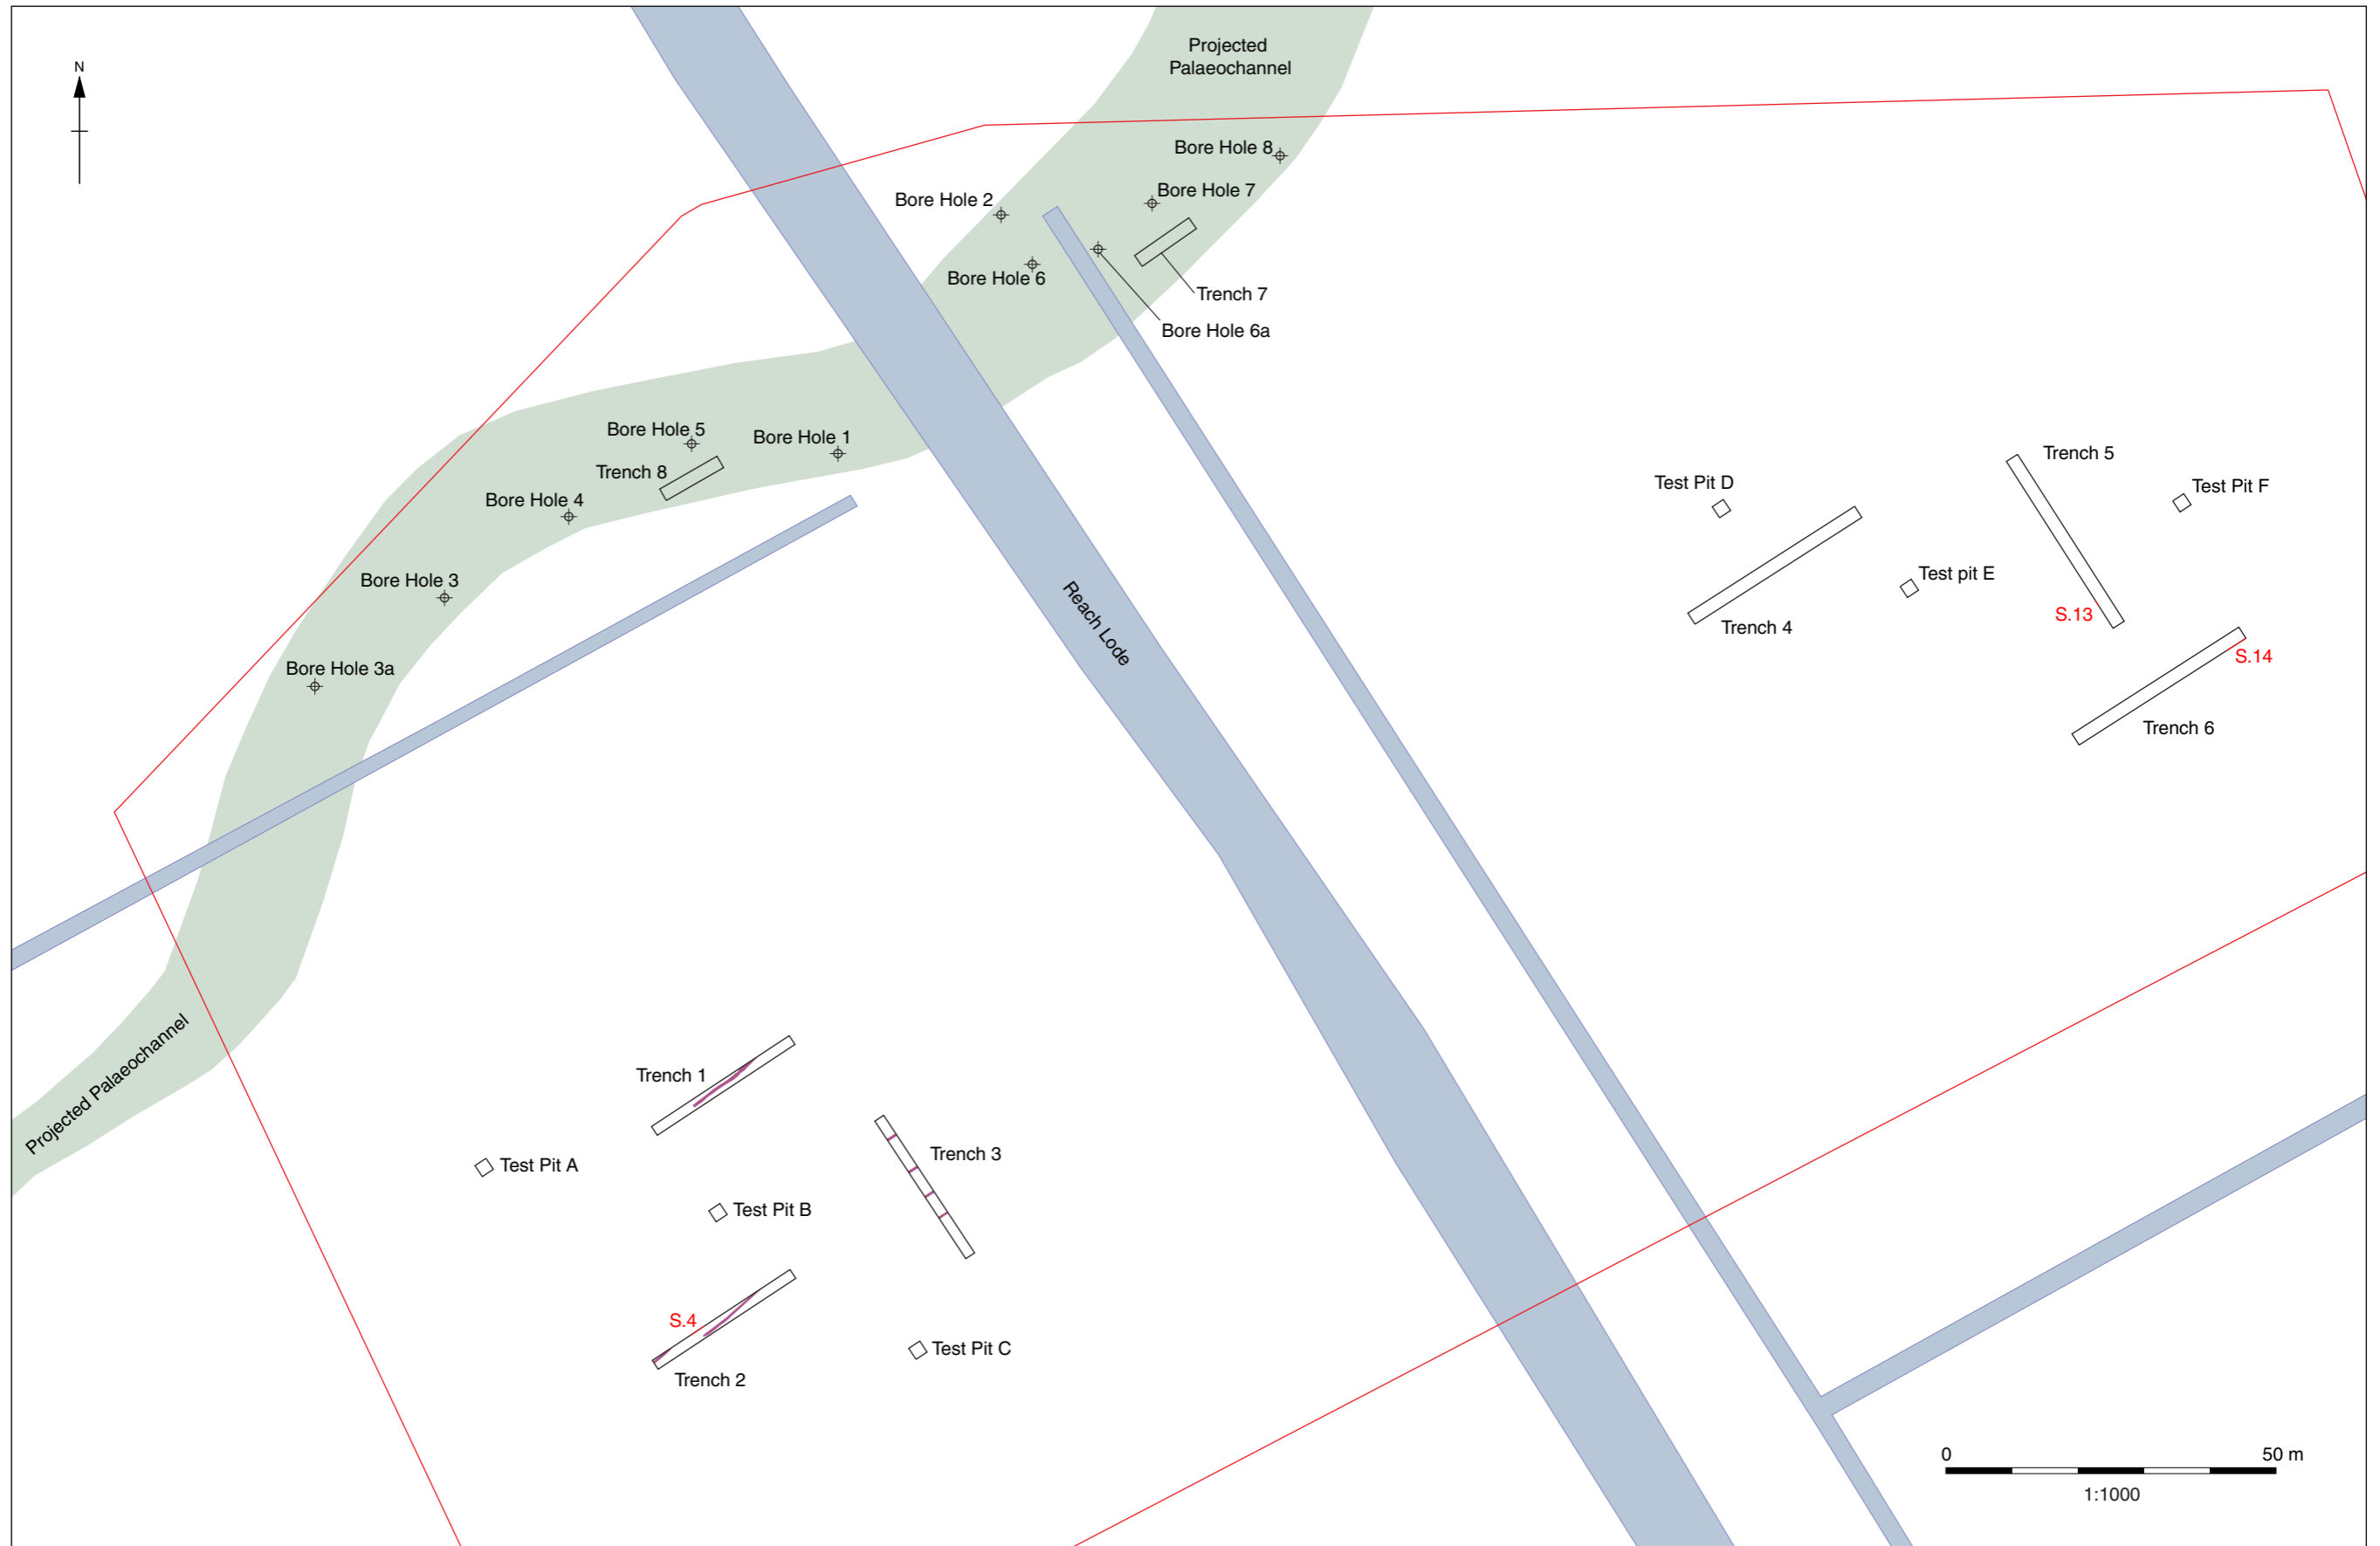 Projected
Palaeochannel
N
Bore Hole 8
Bore Hole 7
Bore Hole 2
Bore Hole 6
Trench 7
Bore Hole 6a
Bore Hole 5
Bore Hole 1
Trench 8
Bore Hole 4
Bore Hole 3
Bore Hole 3a
Reach Lode
Trench 5
Test Pit D
Test Pit F
Test pit E
S.13
Trench 4
S.14
Trench 6
Projected Palaeochannel
Trench 1
Trench 3
Test Pit A
Test Pit B
S.4
Test Pit C
Trench 2
0 50 m
1:1000